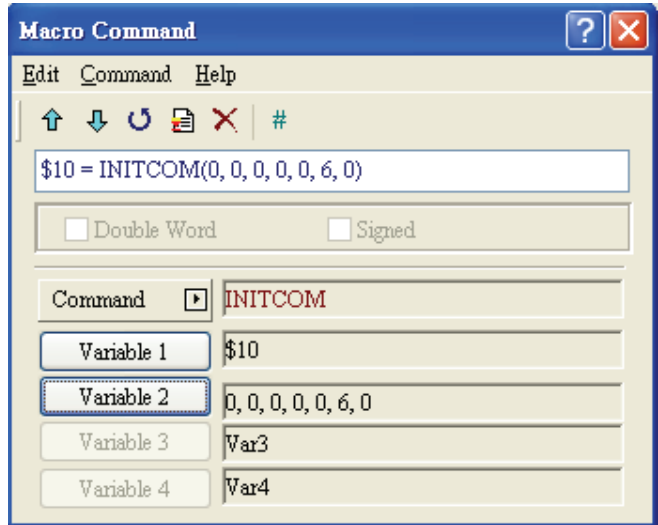 Macro Command
Edit Command Help
#
$10 = INITCOM(0, 0, 0, 0, 0, 6, 0)
Double Word Signed
Command INITCOM
Variable 1 $10
Variable 2 0, 0, 0, 0, 0, 6, 0
Variable 3 Var3
Variable 4 Var4